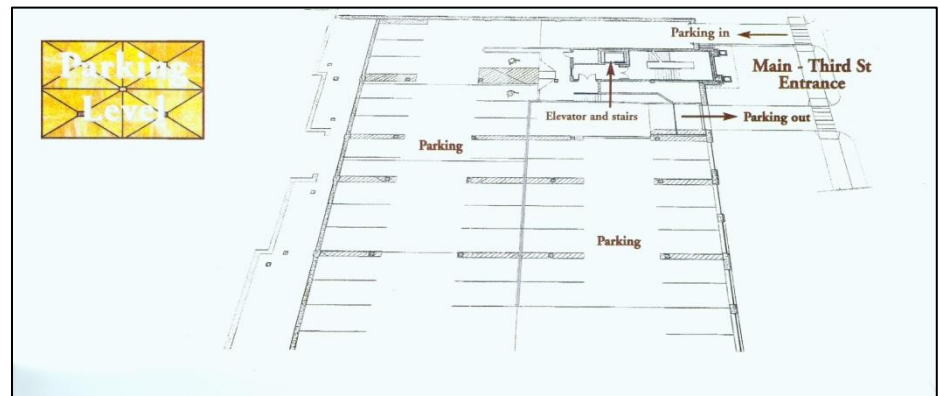 Parking
Level
Parking in
Main - Third St
Entrance
Elevator and stairs
Parking out
Parking
Parking